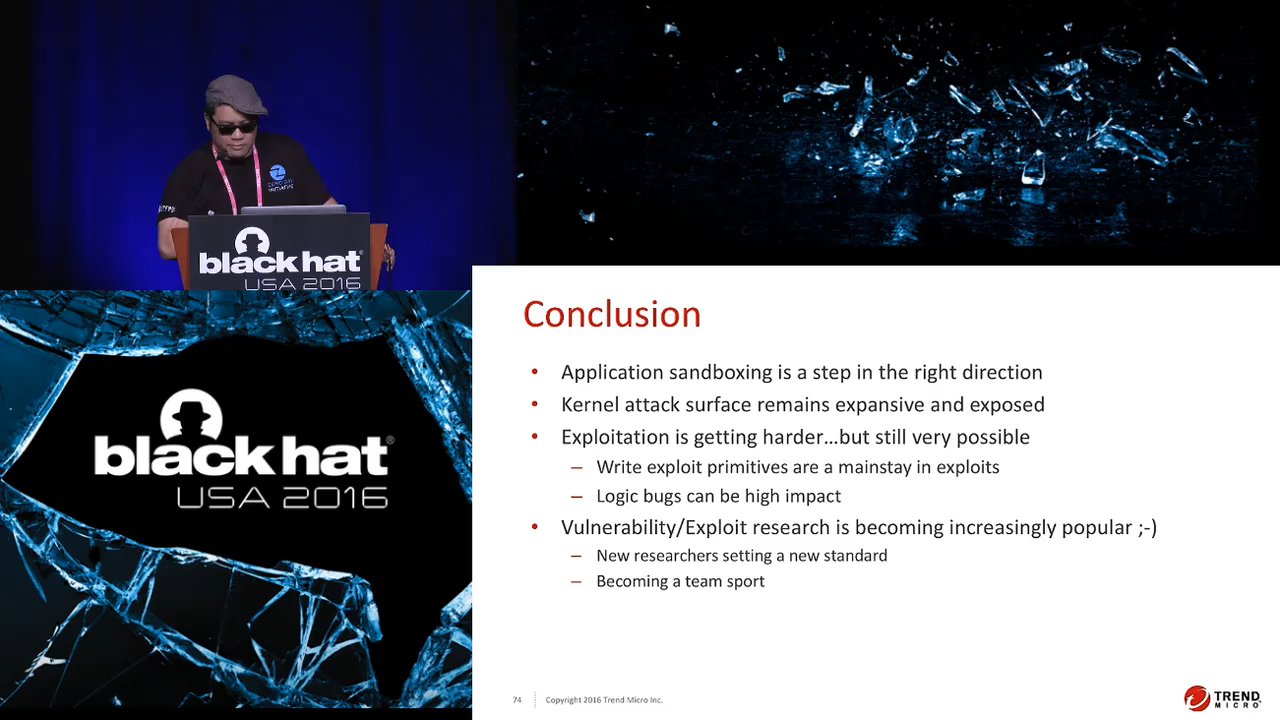 ZERO DAY
INITIATIVE
black hat®
USA 2016
black hat®
USA 2016
Conclusion
• Application sandboxing is a step in the right direction
• Kernel attack surface remains expansive and exposed
• Exploitation is getting harder…but still very possible
– Write exploit primitives are a mainstay in exploits
– Logic bugs can be high impact
• Vulnerability/Exploit research is becoming increasingly popular ;-)
– New researchers setting a new standard
– Becoming a team sport
74
Copyright 2016 Trend Micro Inc.
TREND
MICRO